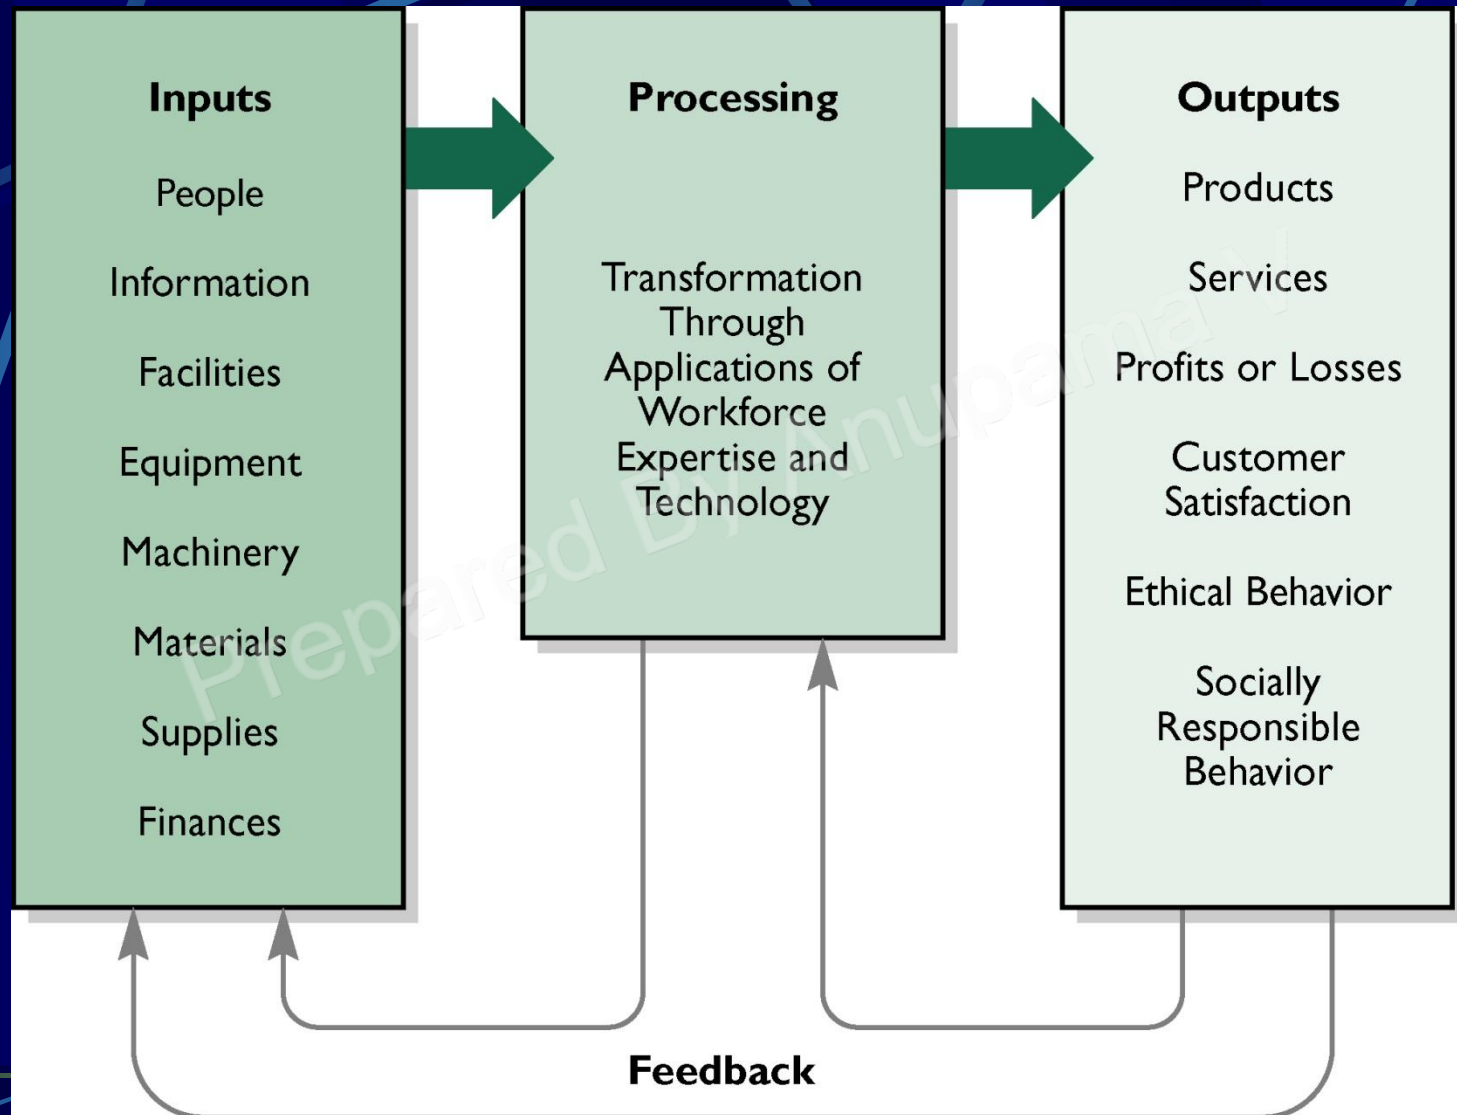 Inputs
People
Information
Facilities
Equipment
Machinery
Materials
Supplies
Finances
Processing
Transformation
Through
Applications of
Workforce
Expertise and
Technology
Outputs
Products
Services
Profits or Losses
Customer
Satisfaction
Ethical Behavior
Socially
Responsible
Behavior
Feedback
Prepared By Anupama V